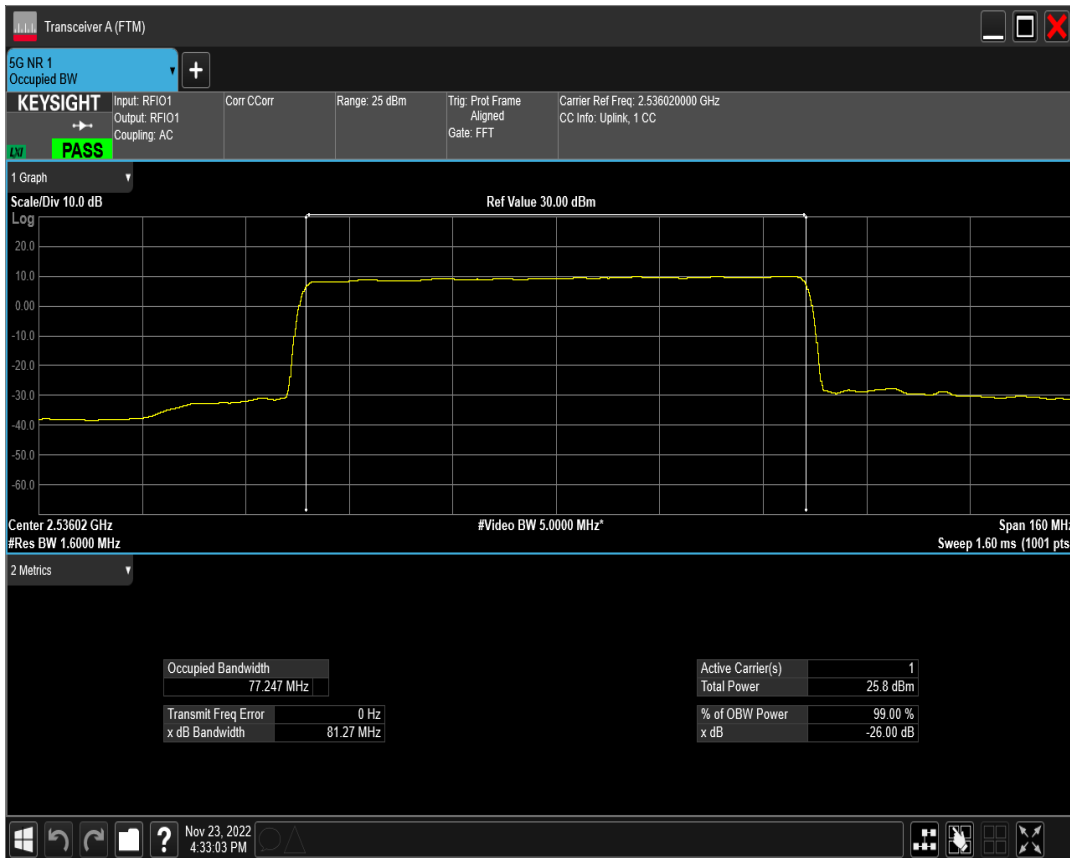 Transceiver A (FTM)
5G NR 1
Occupied BW
+
KEYSIGHT
LXI
PASS
Input: RFIO1
Output: RFIO1
Coupling: AC
Corr CCorr
Range: 25 dBm
Trig: Prot Frame
Aligned
Gate: FFT
Carrier Ref Freq: 2.536020000 GHz
CC Info: Uplink, 1 CC
1 Graph
Scale/Div 10.0 dB
Ref Value 30.00 dBm
Log
20.0
10.0
0.00
-10.0
-20.0
-30.0
-40.0
-50.0
-60.0
Center 2.53602 GHz
#Video BW 5.0000 MHz*
Span 160 MHz
#Res BW 1.6000 MHz
Sweep 1.60 ms (1001 pts
2 Metrics
Occupied Bandwidth
77.247 MHz
Transmit Freq Error 0 Hz
x dB Bandwidth 81.27 MHz
Active Carrier(s) 1
Total Power 25.8 dBm
% of OBW Power 99.00 %
x dB -26.00 dB
?
Nov 23, 2022
4:33:03 PM